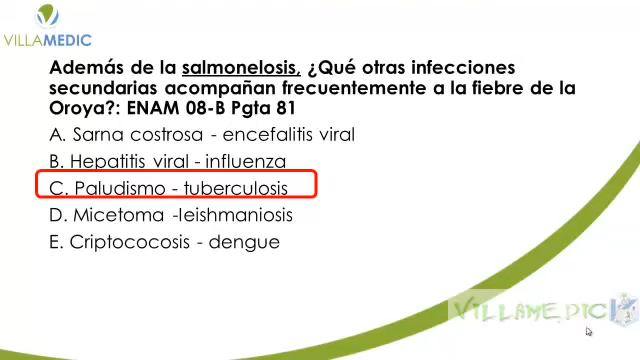 VILLAMEDIC
Además de la salmonelosis, ¿Qué otras infecciones
secundarias acompañan frecuentemente a la fiebre de la
Oroya?: ENAM 08-B Pgta 81
A. Sarna costrosa - encefalitis viral
B. Hepatitis viral - influenza
C. Paludismo - tuberculosis
D. Micetoma -leishmaniosis
E. Criptococosis - dengue
VILLAMEDIC